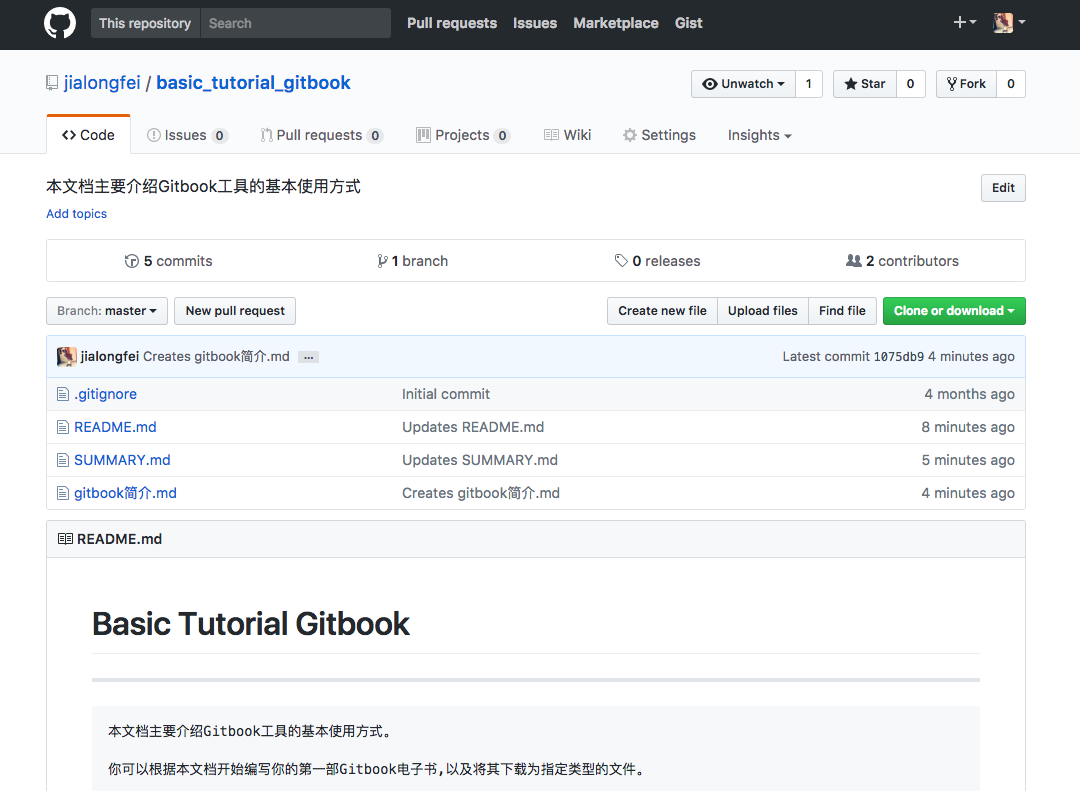 This repository Search Pull requests Issues Marketplace Gist
jialongfei / basic_tutorial_gitbook Unwatch 1 Star 0 Fork 0
Code Issues 0 Pull requests 0 Projects 0 Wiki Settings Insights
本文档主要介绍Gitbook工具的基本使用方式 Edit
Add topics
5 commits 1 branch 0 releases 2 contributors
Branch: master New pull request Create new file Upload files Find file Clone or download
jialongfei Creates gitbook简介.md ... Latest commit 1075db9 4 minutes ago
.gitignore Initial commit 4 months ago
README.md Updates README.md 8 minutes ago
SUMMARY.md Updates SUMMARY.md 5 minutes ago
gitbook简介.md Creates gitbook简介.md 4 minutes ago
README.md
Basic Tutorial Gitbook
本文档主要介绍Gitbook工具的基本使用方式。
你可以根据本文档开始编写你的第一部Gitbook电子书,以及将其下载为指定类型的文件。